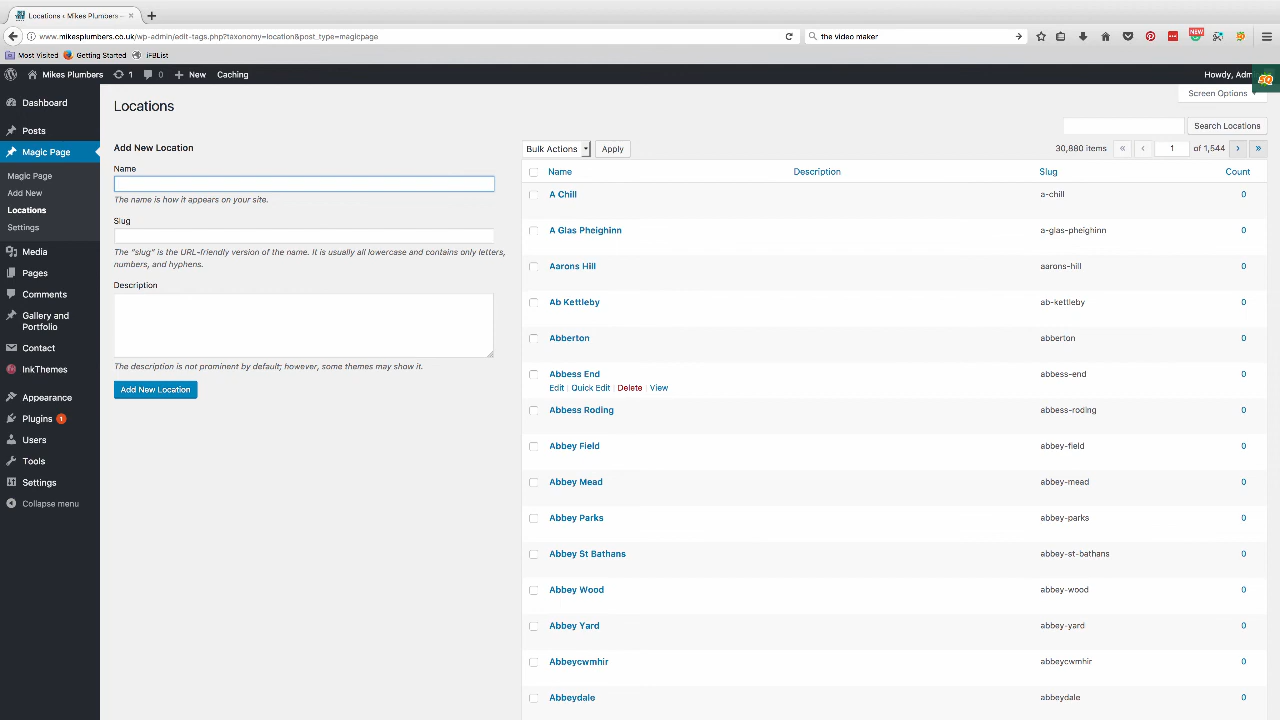 Locations ‹ Mikes Plumbers —
www.mikesplumbers.co.uk/wp-admin/edit-tags.php?taxonomy=location&post_type=magicpage
the video maker
NEW
Most Visited
Getting Started
iFBList
Mikes Plumbers
1
0
New
Caching
Howdy, Adm
SQ
Dashboard
Posts
Magic Page
Magic Page
Add New
Locations
Settings
Media
Pages
Comments
Gallery and
Portfolio
Contact
InkThemes
Appearance
Plugins 1
Users
Tools
Settings
Collapse menu
Locations
Screen Options
Add New Location
Name
The name is how it appears on your site.
Slug
The “slug” is the URL-friendly version of the name. It is usually all lowercase and contains only letters,
numbers, and hyphens.
Description
The description is not prominent by default; however, some themes may show it.
Add New Location
Search Locations
Bulk Actions
Apply
30,880 items « ‹ 1 of 1,544 › »
Name Description Slug Count
A Chill a-chill 0
A Glas Pheighinn a-glas-pheighinn 0
Aarons Hill aarons-hill 0
Ab Kettleby ab-kettleby 0
Abberton abberton 0
Abbess End abbess-end 0
Edit | Quick Edit | Delete | View
Abbess Roding abbess-roding 0
Abbey Field abbey-field 0
Abbey Mead abbey-mead 0
Abbey Parks abbey-parks 0
Abbey St Bathans abbey-st-bathans 0
Abbey Wood abbey-wood 0
Abbey Yard abbey-yard 0
Abbeycwmhir abbeycwmhir 0
Abbeydale abbeydale 0